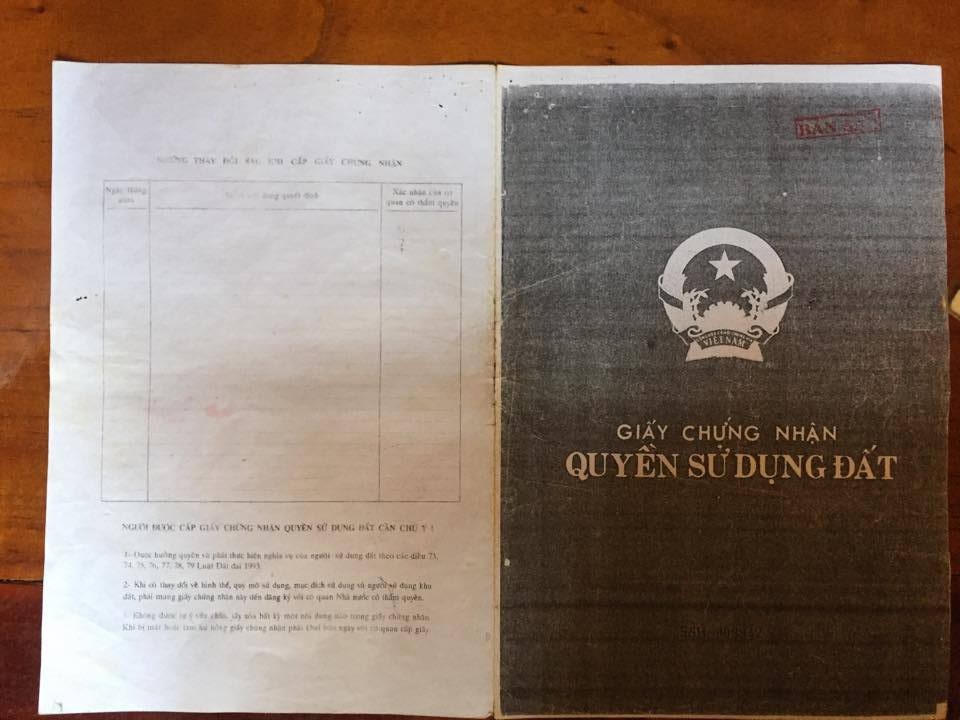 NHỮNG THAY ĐỔI SAU KHI CẤP GIẤY CHỨNG NHẬN
Ngày tháng năm
nội dung quyết định
Xác nhận của cơ
quan có thẩm quyền
NGƯỜI ĐƯỢC CẤP GIẤY CHỨNG NHẬN QUYỀN SỬ DỤNG ĐẤT CẦN CHÚ Ý :
1- Được hưởng quyền và phải thực hiện nghĩa vụ của người sử dụng đất theo các điều 73,
74, 75, 76, 77, 78, 79 Luật Đất đai 1993.
2- Khi có thay đổi về hình thể, quy mô sử dụng, mục đích sử dụng và người sử dụng khu
đất, phải mang giấy chứng nhận này đến đăng ký với cơ quan Nhà nước có thẩm quyền.
3- Không được tự ý sửa chữa, tẩy xóa bất kỳ một nội dung nào trong giấy chứng nhận.
Khi bị mất hoặc làm hư hỏng giấy chứng nhận phải báo ngay với cơ quan cấp giấy.
BẢN
VIỆT NAM
GIẤY CHỨNG NHẬN
QUYỀN SỬ DỤNG ĐẤT